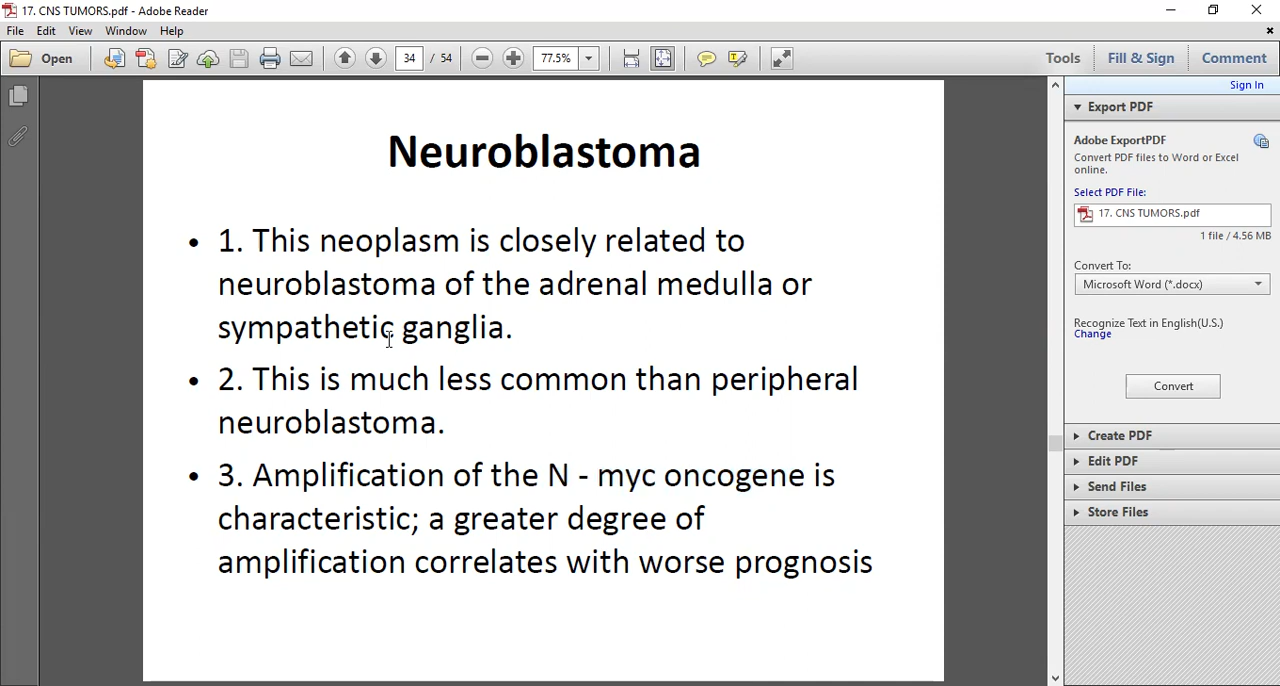 17. CNS TUMORS.pdf - Adobe Reader
File Edit View Window Help
Open 34 / 54 77.5% Tools Fill & Sign Comment
Sign In
Export PDF
Adobe ExportPDF
Convert PDF files to Word or Excel
online.
Select PDF File:
17. CNS TUMORS.pdf
1 file / 4.56 MB
Convert To:
Microsoft Word (*.docx)
Recognize Text in English(U.S.)
Change
Convert
Create PDF
Edit PDF
Send Files
Store Files
Neuroblastoma
• 1. This neoplasm is closely related to
neuroblastoma of the adrenal medulla or
sympathetic ganglia.
• 2. This is much less common than peripheral
neuroblastoma.
• 3. Amplification of the N - myc oncogene is
characteristic; a greater degree of
amplification correlates with worse prognosis